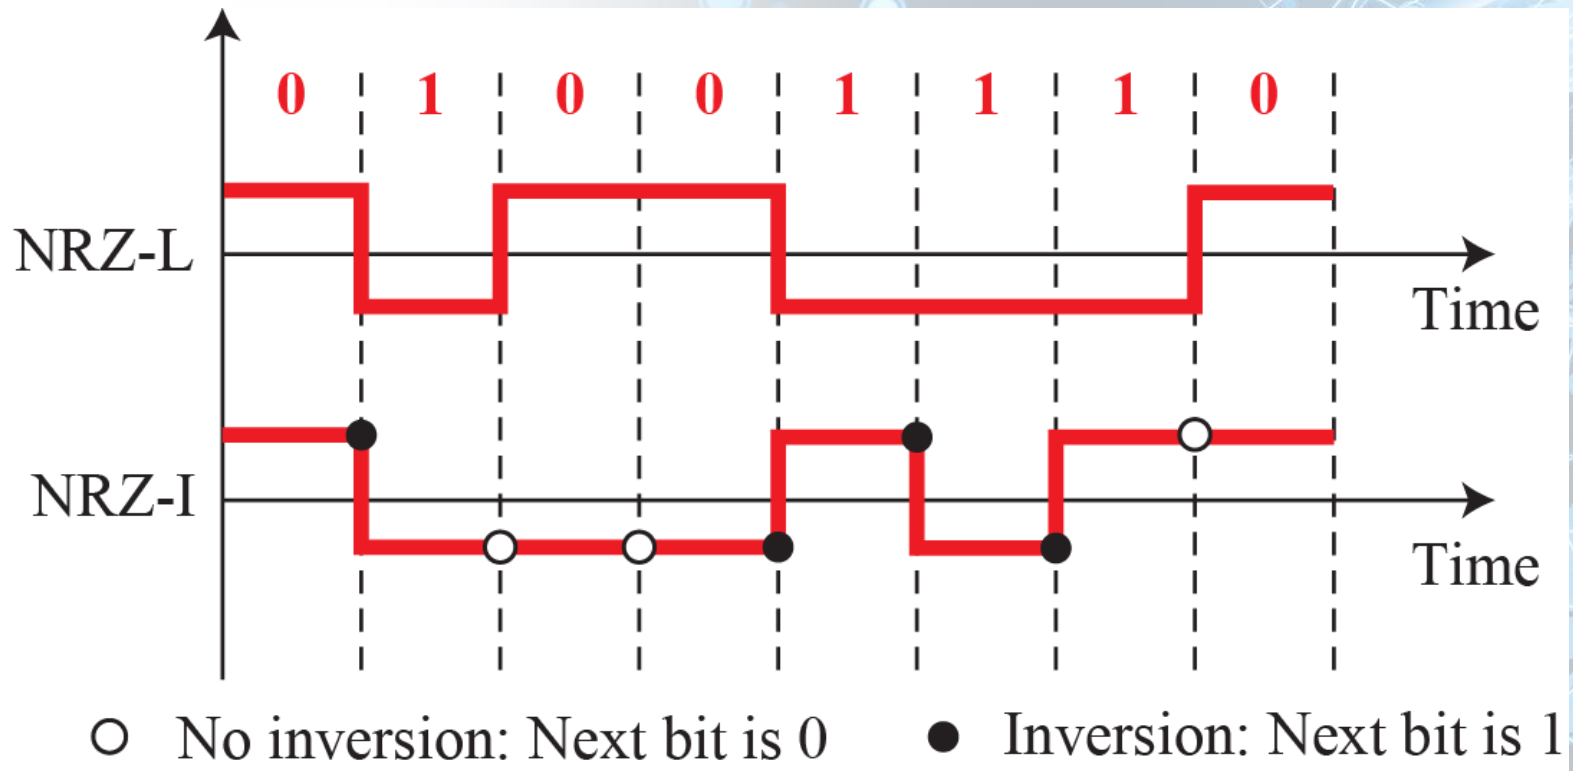 0 1 0 0 1 1 1 0
NRZ-L
Time
NRZ-I
Time
No inversion: Next bit is 0
Inversion: Next bit is 1